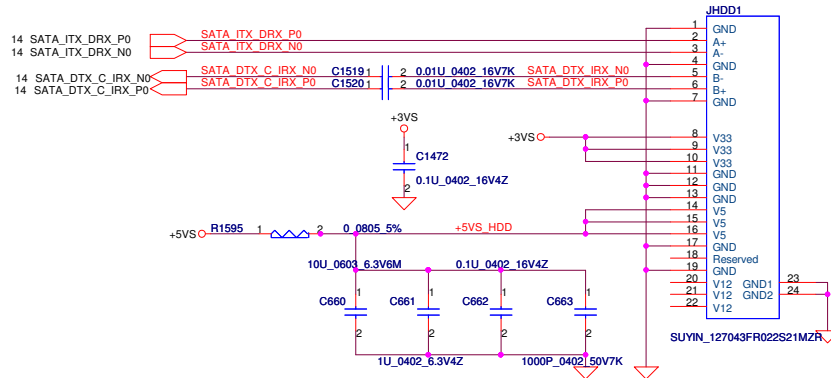 JHDD1
1 GND
14 SATA_ITX_DRX_P0 SATA_ITX_DRX_P0 2 A+
14 SATA_ITX_DRX_N0 SATA_ITX_DRX_N0 3 A-
4 GND
14 SATA_DTX_C_IRX_N0 SATA_DTX_C_IRX_N0 C1519 1 2 0.01U_0402_16V7K SATA_DTX_IRX_N0 5 B-
14 SATA_DTX_C_IRX_P0 SATA_DTX_C_IRX_P0 C1520 1 2 0.01U_0402_16V7K SATA_DTX_IRX_P0 6 B+
7 GND
+3VS
+3VS 8 V33
1 9 V33
C1472 10 V33
11 GND
0.1U_0402_16V4Z 12 GND
2 13 GND
14 V5
15 V5
+5VS R1595 1 2 0_0805_5% +5VS_HDD 16 V5
17 GND
18 Reserved
10U_0603_6.3V6M 0.1U_0402_16V4Z 19 GND
20 V12 GND1 23
21 V12 GND2 24
22 V12
1 1 1 1
C660 C661 C662 C663
2 2 2 2
SUYIN_127043FR022S21MZR
1U_0402_6.3V4Z 1000P_0402_50V7K